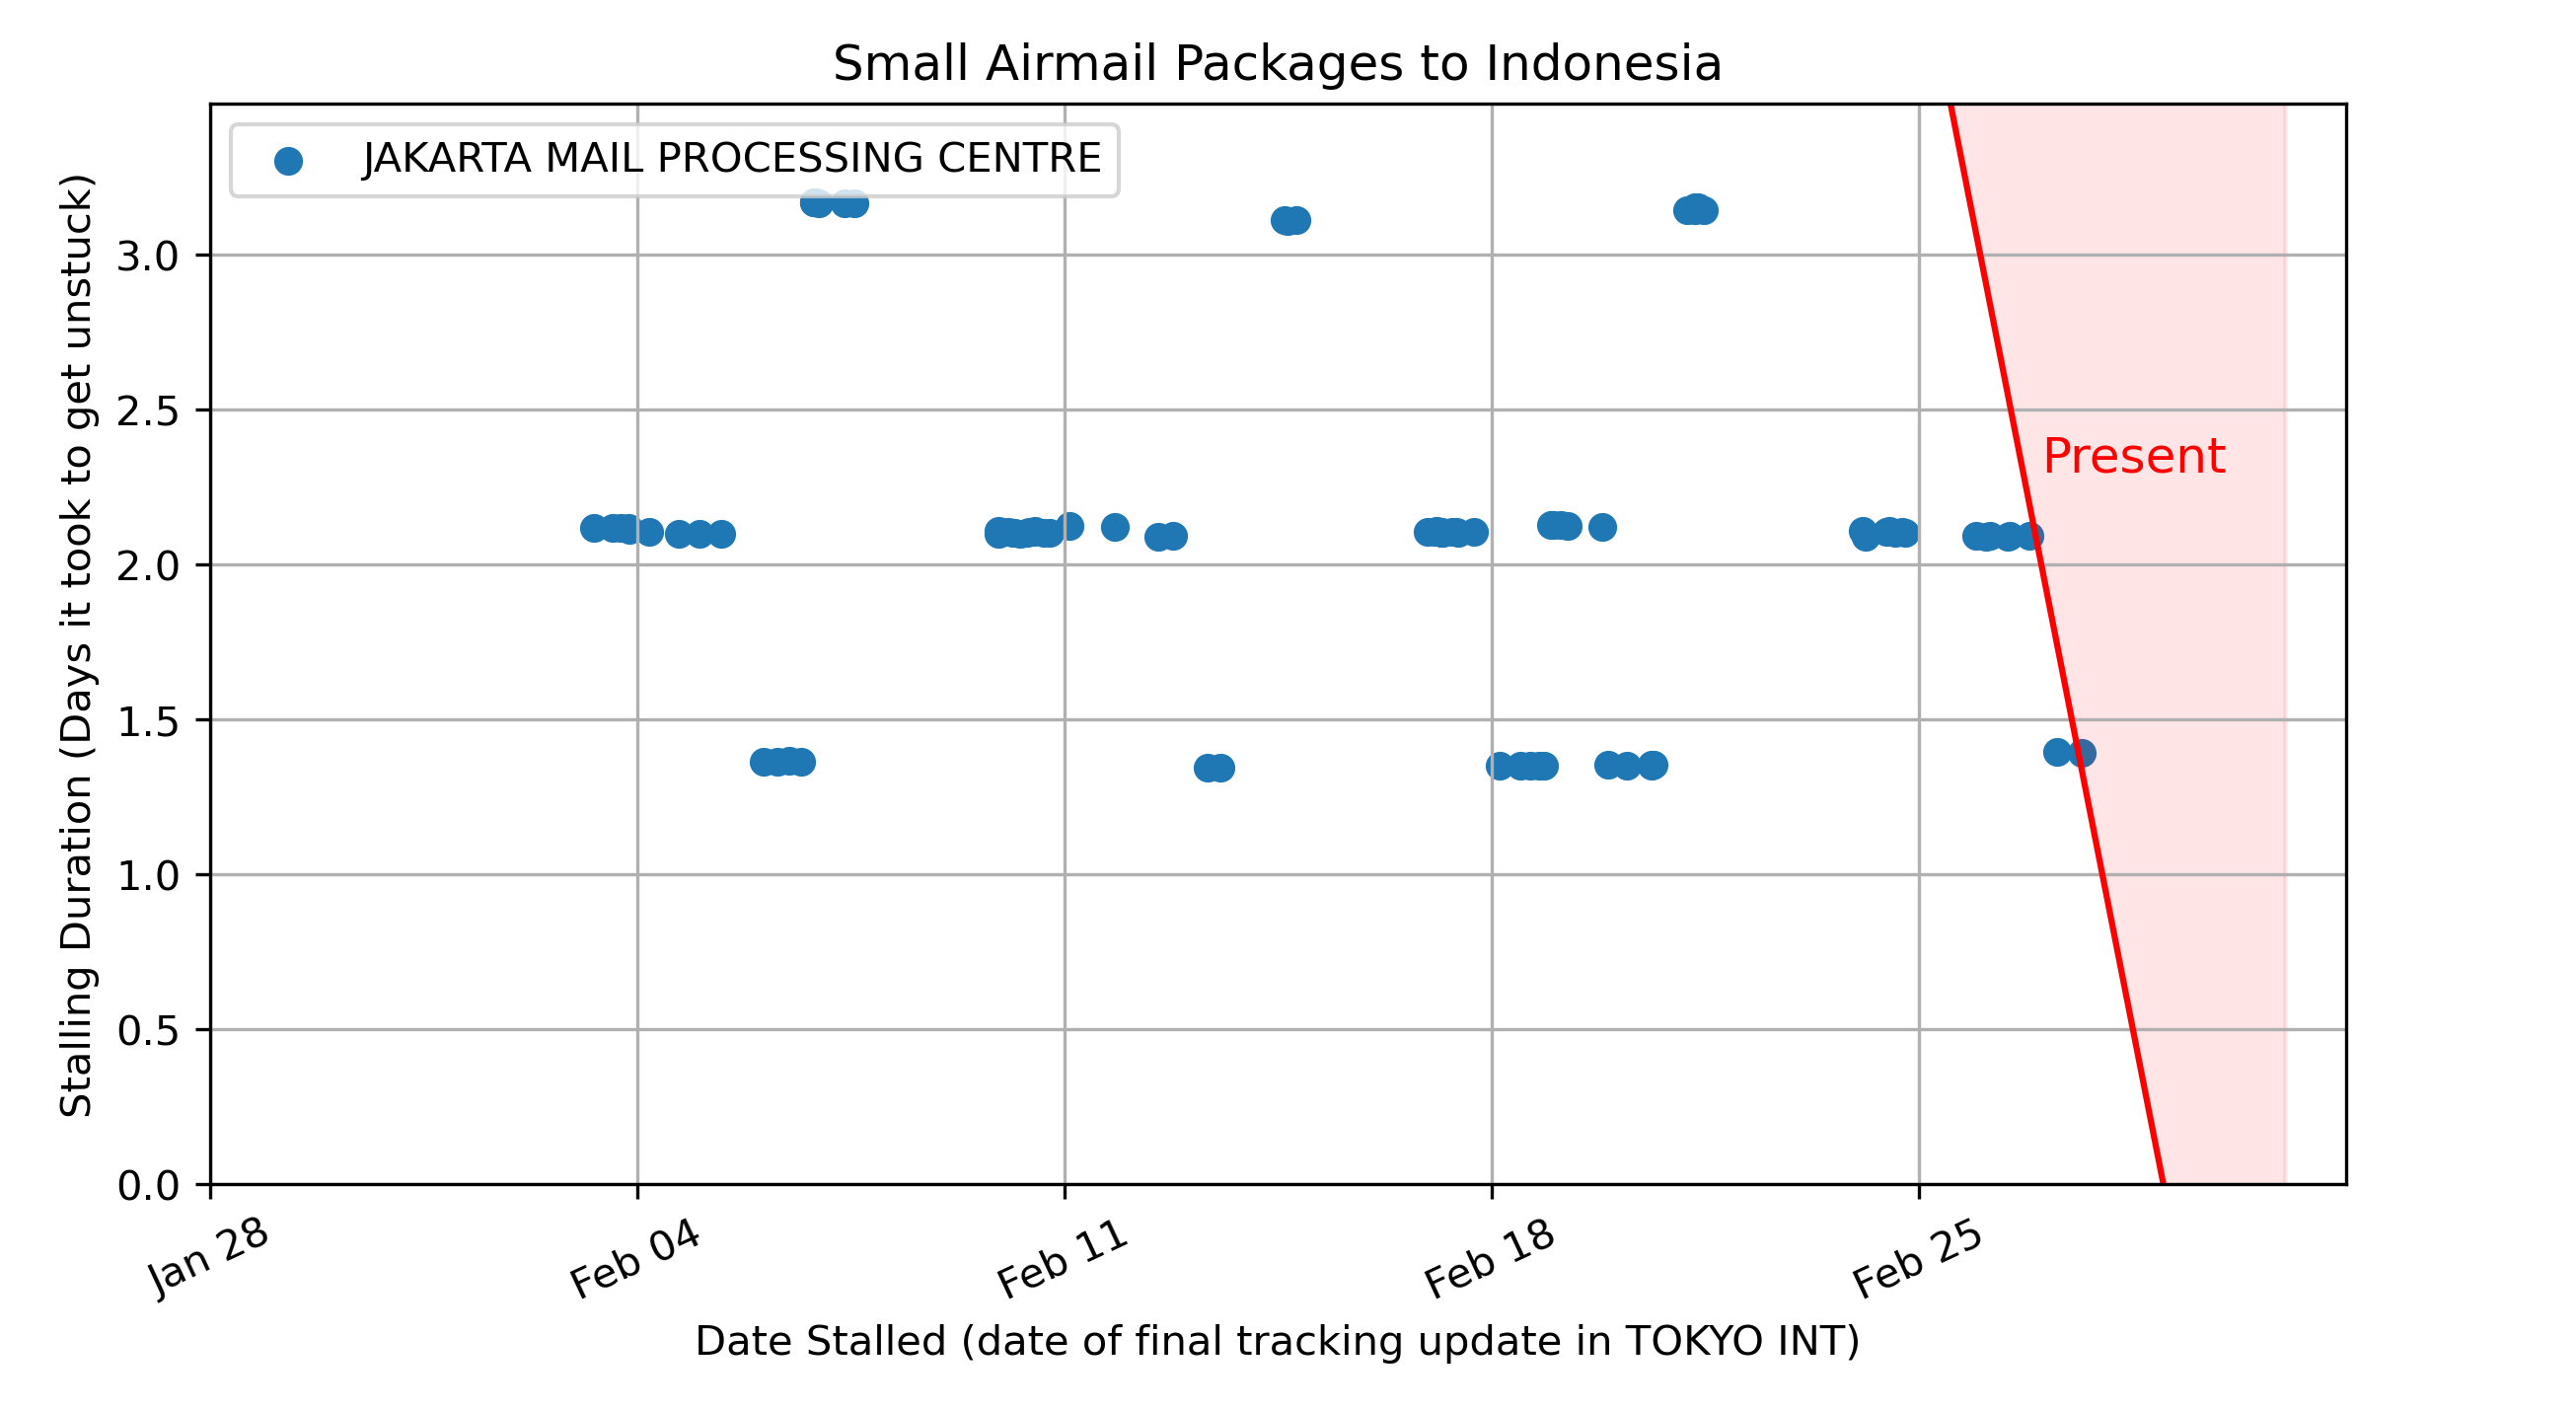 Small Airmail Packages to Indonesia
JAKARTA MAIL PROCESSING CENTRE
Stalling Duration (Days it took to get unstuck)
3.0
2.5
2.0
1.5
1.0
0.5
0.0
Present
Jan 28
Feb 04
Feb 11
Feb 18
Feb 25
Date Stalled (date of final tracking update in TOKYO INT)